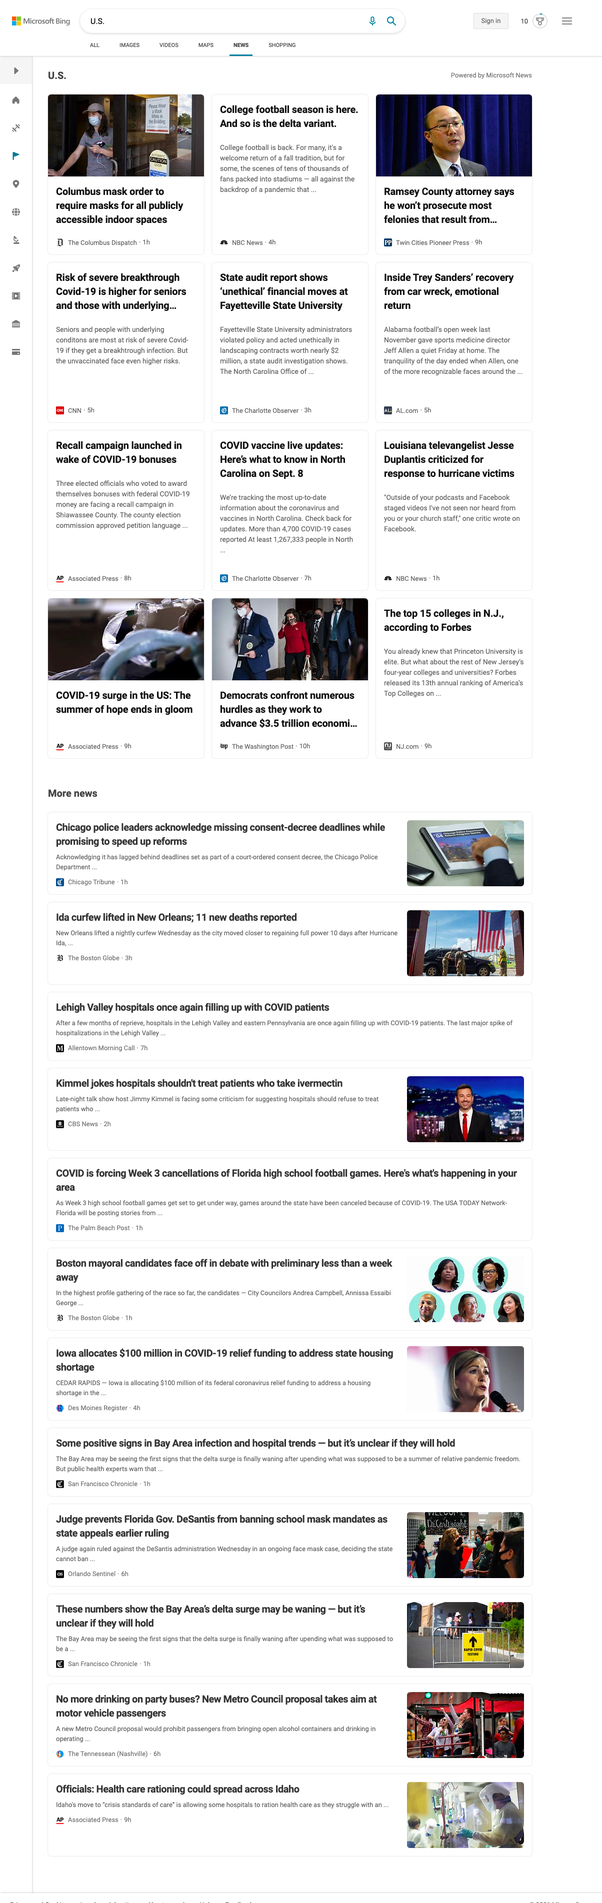 Microsoft Bing
U.S.
Sign in
10
ALL IMAGES VIDEOS MAPS NEWS SHOPPING
U.S.
Powered by Microsoft News
Columbus mask order to
require masks for all publicly
accessible indoor spaces
The Columbus Dispatch · 1h
College football season is here.
And so is the delta variant.
College football is back. For many, it's a
welcome return of a fall tradition, but for
some, the scenes of tens of thousands of
fans packed into stadiums — all against the
backdrop of a pandemic that ...
NBC News · 4h
Ramsey County attorney says
he won't prosecute most
felonies that result from...
Twin Cities Pioneer Press · 9h
Risk of severe breakthrough
Covid-19 is higher for seniors
and those with underlying...
Seniors and people with underlying
conditons are most at risk of severe Covid-
19 if they get a breakthrough infection. But
the unvaccinated face even higher risks.
CNN · 5h
State audit report shows
'unethical' financial moves at
Fayetteville State University
Fayetteville State University administrators
violated policy and acted unethically in
landscaping contracts worth nearly $2
million, a state audit investigation shows.
The North Carolina Office of ...
The Charlotte Observer · 3h
Inside Trey Sanders' recovery
from car wreck, emotional
return
Alabama football's open week last
November gave sports medicine director
Jeff Allen a quiet Friday at home. The
tranquility of the day ended when Allen, one
of the more recognizable faces around the ...
AL.com · 5h
Recall campaign launched in
wake of COVID-19 bonuses
Three elected officials who voted to award
themselves bonuses with federal COVID-19
money are facing a recall campaign in
Shiawassee County. The county election
commission approved petition language ...
AP Associated Press · 8h
COVID vaccine live updates:
Here's what to know in North
Carolina on Sept. 8
We're tracking the most up-to-date
information about the coronavirus and
vaccines in North Carolina. Check back for
updates. More than 4,700 COVID-19 cases
reported At least 1,267,333 people in North
...
The Charlotte Observer · 7h
Louisiana televangelist Jesse
Duplantis criticized for
response to hurricane victims
"Outside of your podcasts and Facebook
staged videos I've not seen nor heard from
you or your church staff," one critic wrote on
Facebook.
NBC News · 1h
COVID-19 surge in the US: The
summer of hope ends in gloom
AP Associated Press · 9h
Democrats confront numerous
hurdles as they work to
advance $3.5 trillion economi...
wp The Washington Post · 10h
The top 15 colleges in N.J.,
according to Forbes
You already knew that Princeton University is
elite. But what about the rest of New Jersey's
four-year colleges and universities? Forbes
released its 13th annual ranking of America's
Top Colleges on ...
NJ.com · 9h
More news
Chicago police leaders acknowledge missing consent-decree deadlines while
promising to speed up reforms
Acknowledging it has lagged behind deadlines set as part of a court-ordered consent decree, the Chicago Police
Department ...
Chicago Tribune · 1h
Ida curfew lifted in New Orleans; 11 new deaths reported
New Orleans lifted a nightly curfew Wednesday as the city moved closer to regaining full power 10 days after Hurricane
Ida, ...
The Boston Globe · 3h
Lehigh Valley hospitals once again filling up with COVID patients
After a few months of reprieve, hospitals in the Lehigh Valley and eastern Pennsylvania are once again filling up with COVID-19 patients. The last major spike of
hospitalizations in the Lehigh Valley ...
Allentown Morning Call · 7h
Kimmel jokes hospitals shouldn't treat patients who take ivermectin
Late-night talk show host Jimmy Kimmel is facing some criticism for suggesting hospitals should refuse to treat
patients who ...
CBS News · 2h
COVID is forcing Week 3 cancellations of Florida high school football games. Here's what's happening in your
area
As Week 3 high school football games get set to get under way, games around the state have been canceled because of COVID-19. The USA TODAY Network-
Florida will be posting stories from ...
The Palm Beach Post · 1h
Boston mayoral candidates face off in debate with preliminary less than a week
away
In the highest profile gathering of the race so far, the candidates — City Councilors Andrea Campbell, Annissa Essaibi
George ...
The Boston Globe · 1h
Iowa allocates $100 million in COVID-19 relief funding to address state housing
shortage
CEDAR RAPIDS — Iowa is allocating $100 million of its federal coronavirus relief funding to address a housing
shortage in the ...
Des Moines Register · 4h
Some positive signs in Bay Area infection and hospital trends — but it's unclear if they will hold
The Bay Area may be seeing the first signs that the delta surge is finally waning after upending what was supposed to be a summer of relative pandemic freedom.
But public health experts warn that ...
San Francisco Chronicle · 1h
Judge prevents Florida Gov. DeSantis from banning school mask mandates as
state appeals earlier ruling
A judge again ruled against the DeSantis administration Wednesday in an ongoing face mask case, deciding the state
cannot ban ...
Orlando Sentinel · 6h
These numbers show the Bay Area's delta surge may be waning — but it's
unclear if they will hold
The Bay Area may be seeing the first signs that the delta surge is finally waning after upending what was supposed to
be a ...
San Francisco Chronicle · 1h
No more drinking on party buses? New Metro Council proposal takes aim at
motor vehicle passengers
A new Metro Council proposal would prohibit passengers from bringing open alcohol containers and drinking in
operating ...
The Tennessean (Nashville) · 6h
Officials: Health care rationing could spread across Idaho
Idaho's move to "crisis standards of care" is allowing some hospitals to ration health care as they struggle with an ...
AP Associated Press · 9h